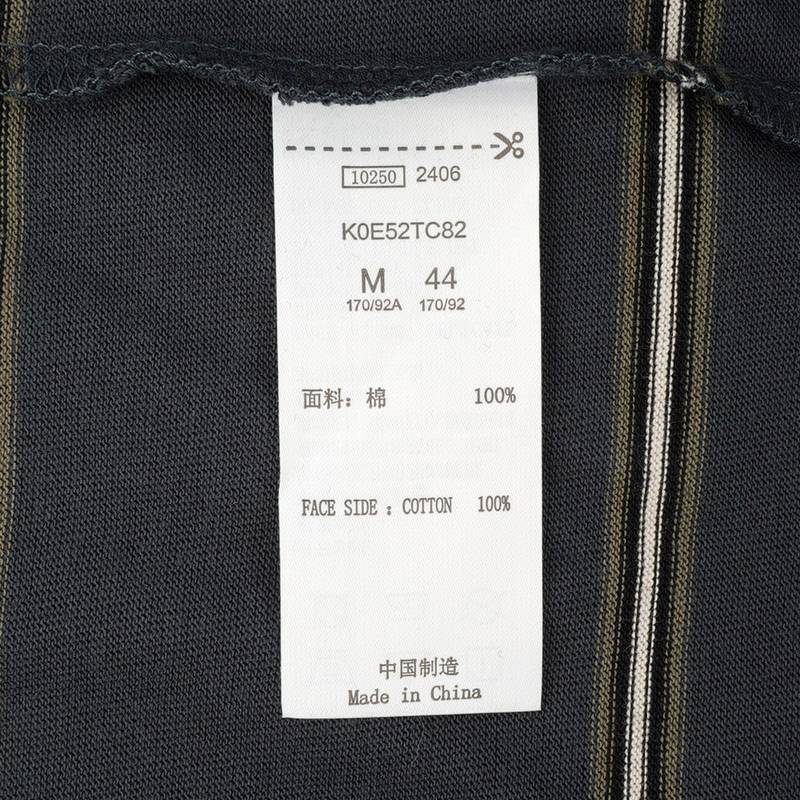 10250 2406
K0E52TC82
M 44
170/92A 170/92
面料：棉 100%
FACE SIDE : COTTON 100%
中国制造
Made in China